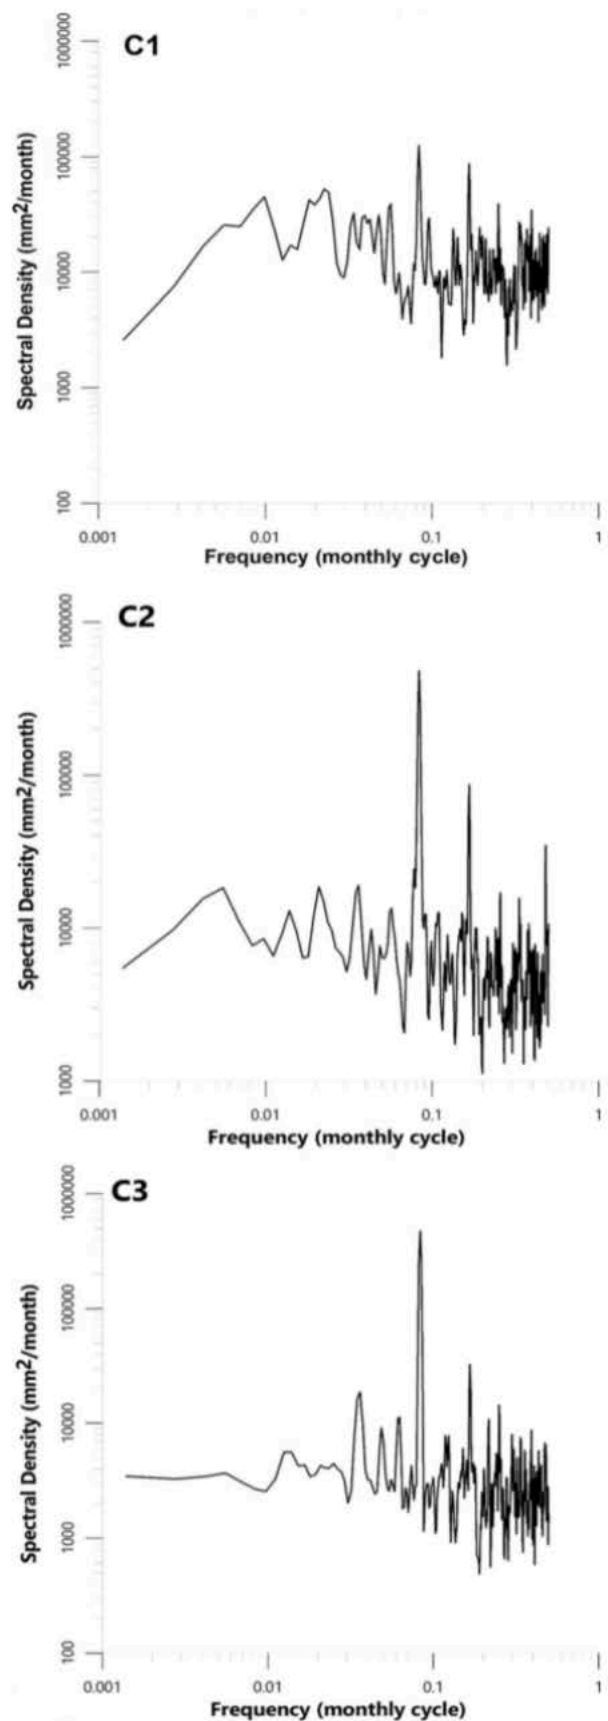 C1
1000000
100000
10000
1000
100
Spectral Density (mm2/month)
0.001 0.01 0.1 1
Frequency (monthly cycle)
C2
1000000
100000
10000
1000
Spectral Density (mm2/month)
0.001 0.01 0.1 1
Frequency (monthly cycle)
C3
1000000
100000
10000
1000
100
Spectral Density (mm2/month)
0.001 0.01 0.1 1
Frequency (monthly cycle)